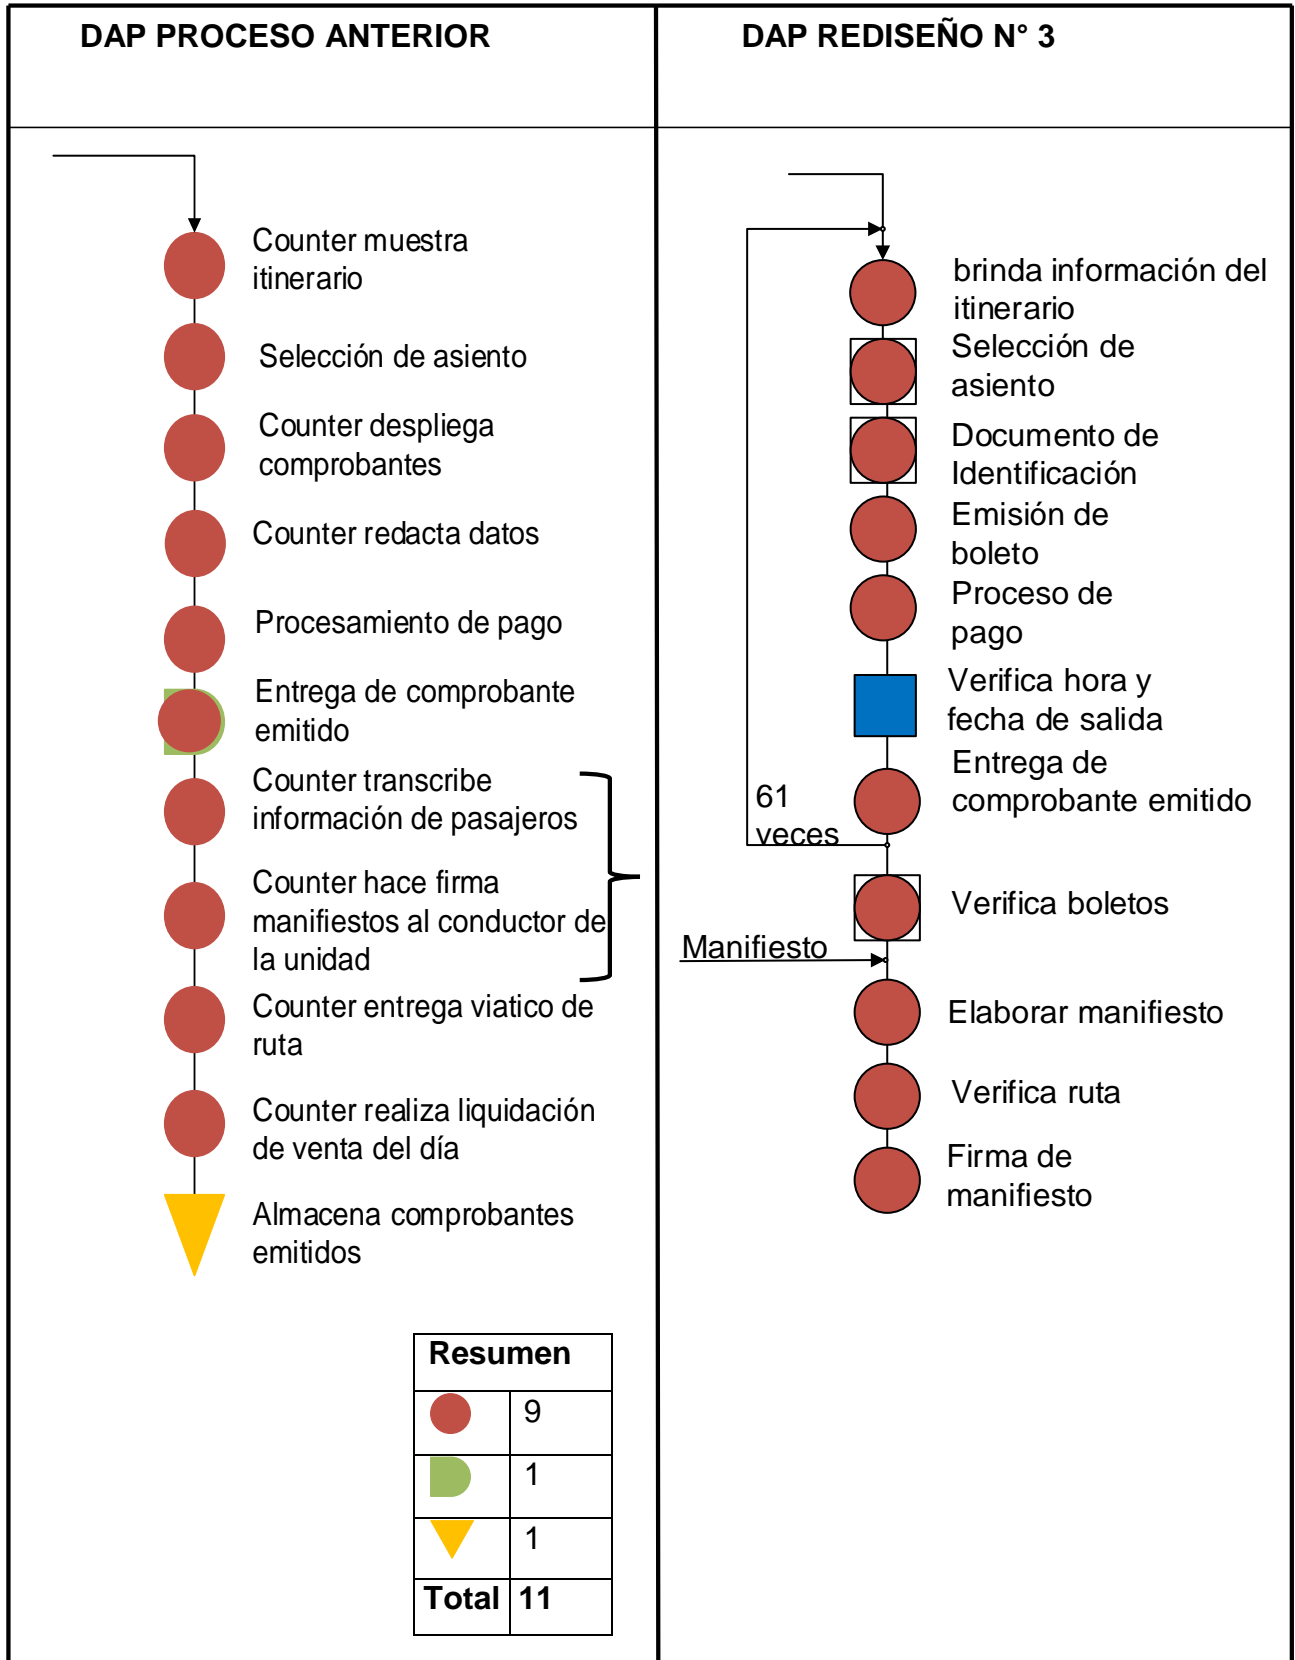 DAP PROCESO ANTERIOR
Counter muestra
itinerario
Selección de asiento
Counter despliega
comprobantes
Counter redacta datos
Procesamiento de pago
Entrega de comprobante
emitido
Counter transcribe
información de pasajeros
Counter hace firma
manifiestos al conductor de
la unidad
Counter entrega viatico de
ruta
Counter realiza liquidación
de venta del día
Almacena comprobantes
emitidos
Resumen
9
1
1
Total 11
DAP REDISEÑO N° 3
brinda información del
itinerario
Selección de
asiento
Documento de
Identificación
Emisión de
boleto
Proceso de
pago
Verifica hora y
fecha de salida
Entrega de
comprobante emitido
61
veces
Verifica boletos
Manifiesto
Elaborar manifiesto
Verifica ruta
Firma de
manifiesto